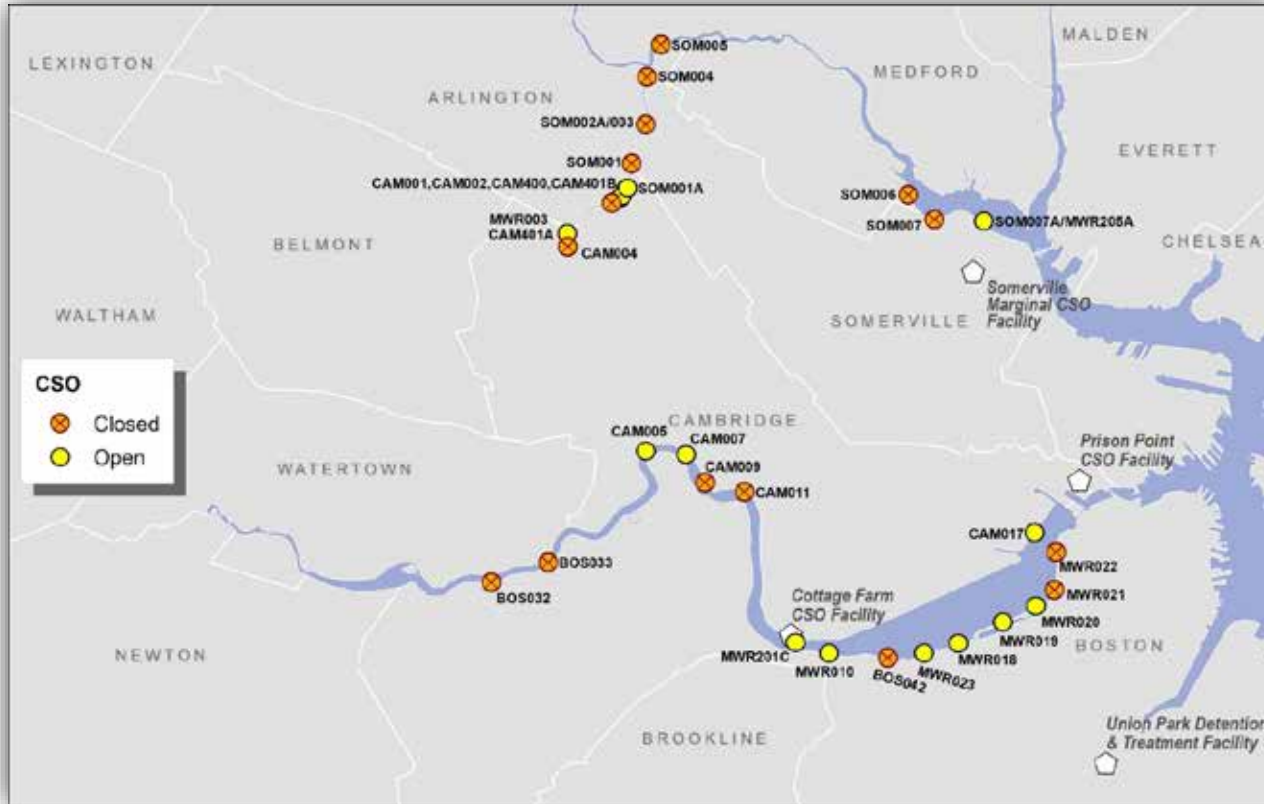 LEXINGTON
ARLINGTON
MEDFORD
MALDEN
EVERETT
CHELSEA
BELMONT
WALTHAM
SOMERVILLE
CAMBRIDGE
WATERTOWN
NEWTON
BROOKLINE
BOSTON
SOM005
SOM004
SOM002A/003
SOM001
CAM001,CAM002,CAM400,CAM401B
SOM001A
MWR003
CAM401A
CAM004
SOM006
SOM007
SOM007A/MWR205A
Somerville
Marginal CSO
Facility
CSO
Closed
Open
CAM005
CAM007
CAM009
CAM011
Prison Point
CSO Facility
CAM017
MWR022
MWR021
MWR020
MWR019
MWR018
MWR023
BOS042
MWR010
MWR201C
Cottage Farm
CSO Facility
BOS033
BOS032
Union Park Detention
& Treatment Facility